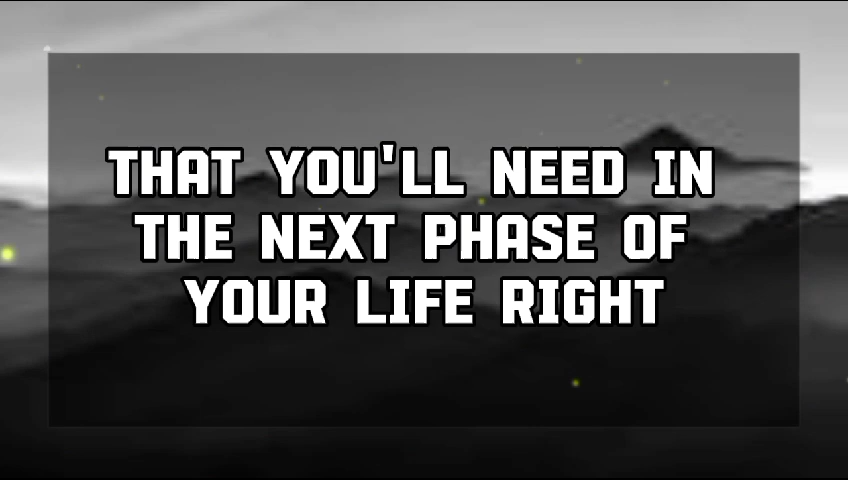 THAT YOU'LL NEED IN
THE NEXT PHASE OF
YOUR LIFE RIGHT